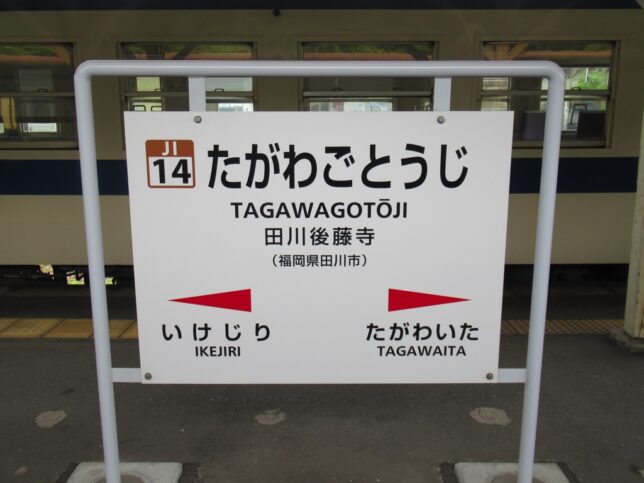 JI
14
たがわごとうじ
TAGAWAGOTŌJI
田川後藤寺
（福岡県田川市）
いけじり
IKEJIRI
たがわいた
TAGAWAITA